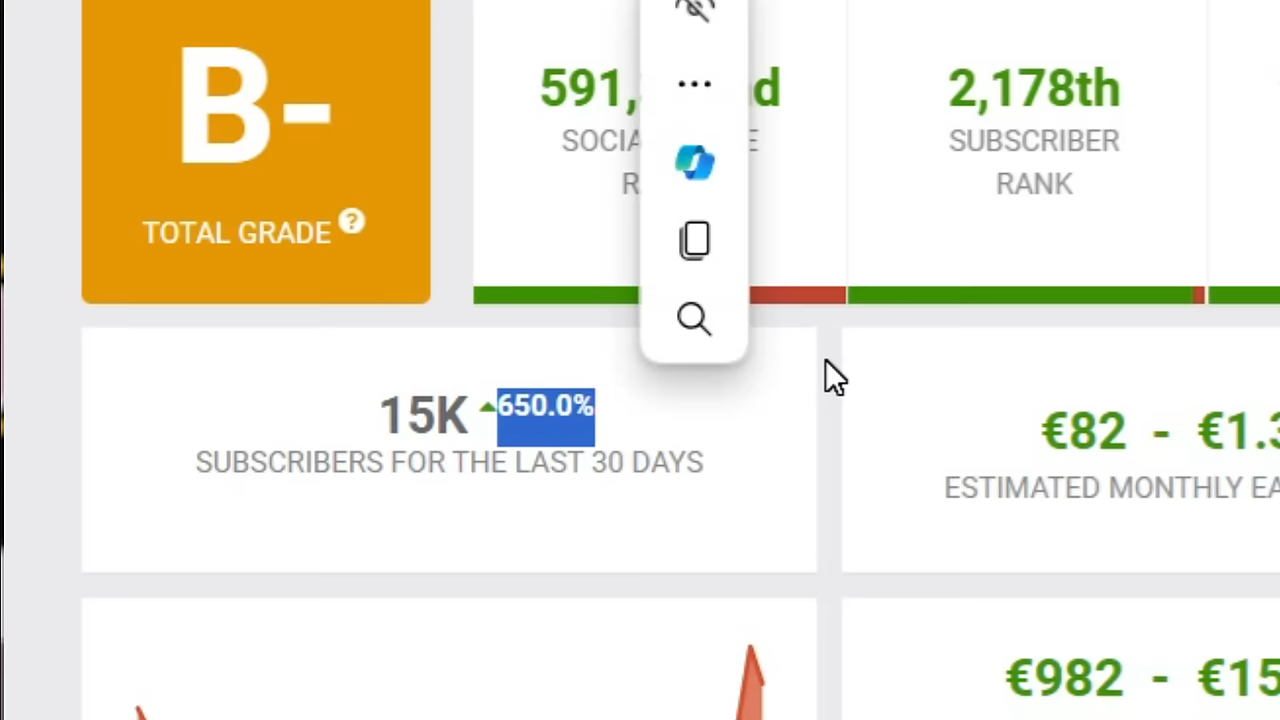 B-
TOTAL GRADE ?
591, d
2,178th
SUBSCRIBER
RANK
15K 650.0%
SUBSCRIBERS FOR THE LAST 30 DAYS
€82 - €1.3
ESTIMATED MONTHLY EA
€982 - €15